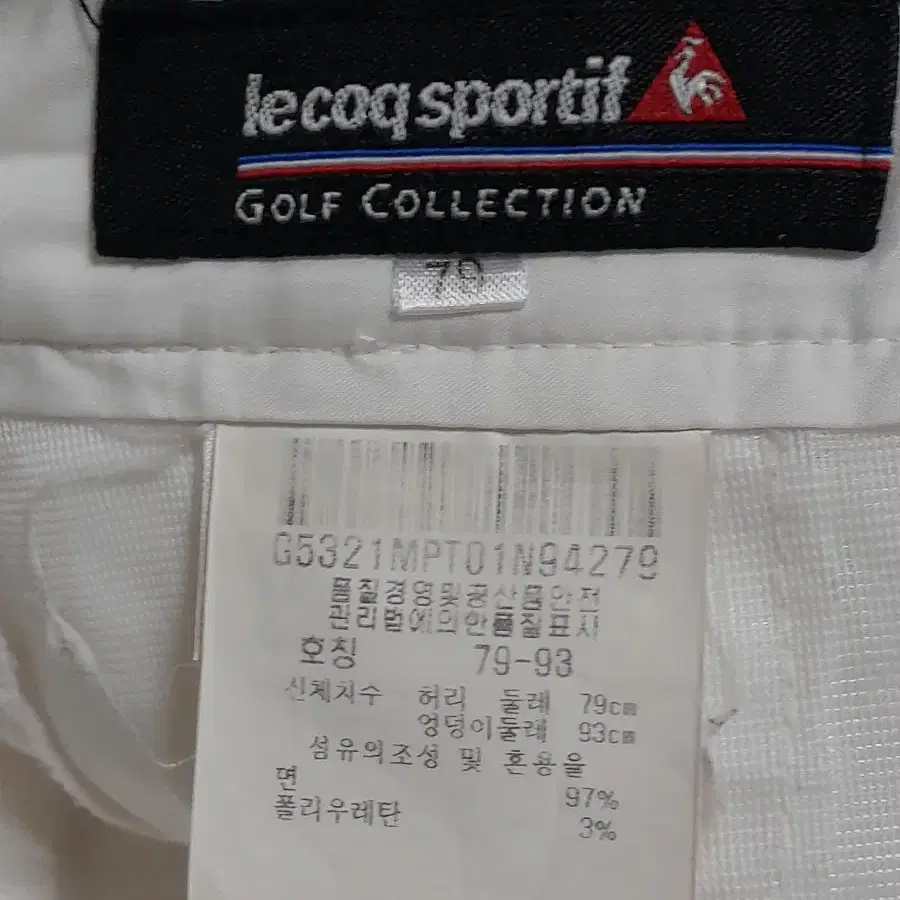 le coq sportif
GOLF COLLECTION
79
G5321MPT01N94279
품질경영및공산품안전
관리법에의한품질표시
호칭 79-93
신체치수 허리 둘레 79cm
엉덩이둘레 93cm
섬유의조성 및 혼용율
면 97%
폴리우레탄 3%